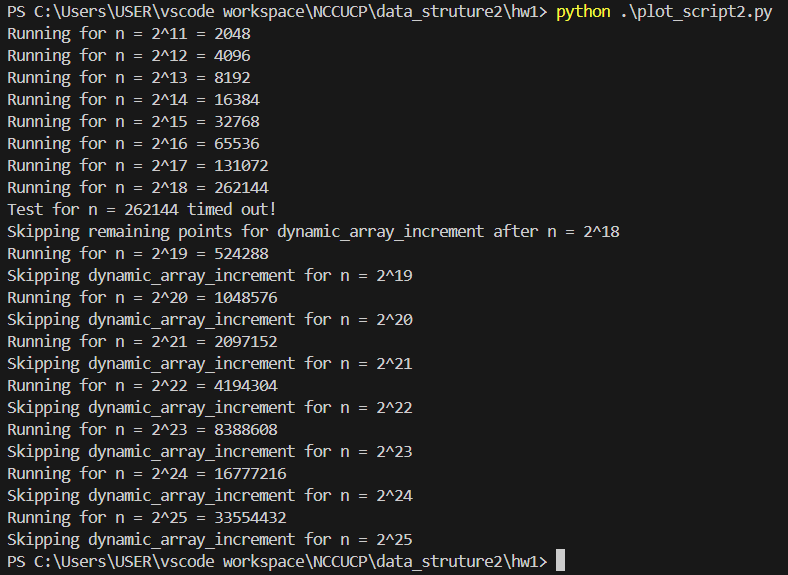 PS C:\Users\USER\vscode workspace\NCCUCP\data_struture2\hw1> python .\plot_script2.py
Running for n = 2^11 = 2048
Running for n = 2^12 = 4096
Running for n = 2^13 = 8192
Running for n = 2^14 = 16384
Running for n = 2^15 = 32768
Running for n = 2^16 = 65536
Running for n = 2^17 = 131072
Running for n = 2^18 = 262144
Test for n = 262144 timed out!
Skipping remaining points for dynamic_array_increment after n = 2^18
Running for n = 2^19 = 524288
Skipping dynamic_array_increment for n = 2^19
Running for n = 2^20 = 1048576
Skipping dynamic_array_increment for n = 2^20
Running for n = 2^21 = 2097152
Skipping dynamic_array_increment for n = 2^21
Running for n = 2^22 = 4194304
Skipping dynamic_array_increment for n = 2^22
Running for n = 2^23 = 8388608
Skipping dynamic_array_increment for n = 2^23
Running for n = 2^24 = 16777216
Skipping dynamic_array_increment for n = 2^24
Running for n = 2^25 = 33554432
Skipping dynamic_array_increment for n = 2^25
PS C:\Users\USER\vscode workspace\NCCUCP\data_struture2\hw1>